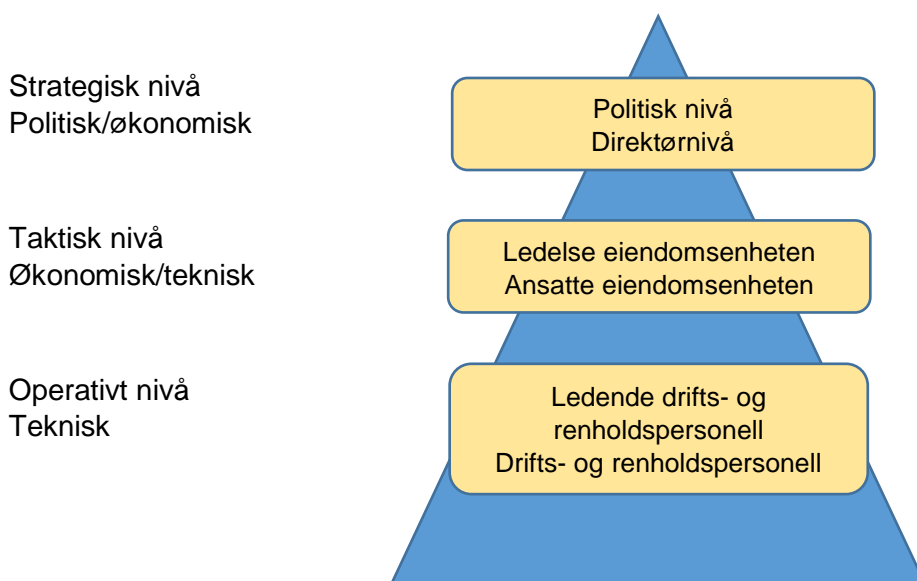 Strategisk nivå
Politisk/økonomisk
Politisk nivå
Direktørnivå
Taktisk nivå
Økonomisk/teknisk
Ledelse eiendomsenheten
Ansatte eiendomsenheten
Operativt nivå
Teknisk
Ledende drifts- og
renholdspersonell
Drifts- og renholdspersonell